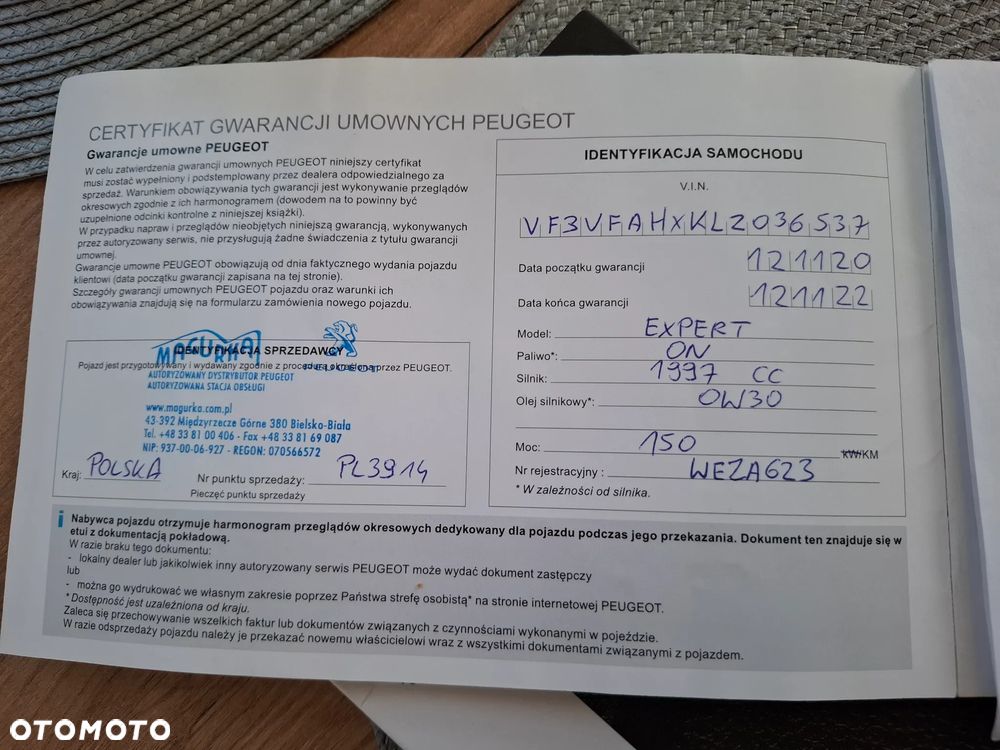 CERTYFIKAT GWARANCJI UMOWNYCH PEUGEOT
Gwarancje umowne PEUGEOT
W celu zatwierdzenia gwarancji umownych PEUGEOT niniejszy certyfikat
musi zostać wypełniony i podstemplowany przez dealera odpowiedzialnego za
sprzedaż. Warunkiem obowiązywania tych gwarancji jest wykonywanie przeglądów
okresowych zgodnie z ich harmonogramem (dowodem na to powinny być
uzupełnione odcinki kontrolne z niniejszej książki).
W przypadku napraw i przeglądów nieobjętych niniejszą gwarancją, wykonywanych
przez autoryzowany serwis, nie przysługują żadne świadczenia z tytułu gwarancji
umownej.
Gwarancje umowne PEUGEOT obowiązują od dnia faktycznego wydania pojazdu
klientowi (data początku gwarancji zapisana na tej stronie).
Szczegóły gwarancji umownych PEUGEOT pojazdu oraz warunki ich
obowiązywania znajdują się na formularzu zamówienia nowego pojazdu.
IDENTYFIKACJA SPRZEDAWCY
MAGURKA
Pojazd jest przygotowywany i wydawany zgodnie z procedurą określoną przez PEUGEOT.
AUTORYZOWANY DYSTRYBUTOR PEUGEOT
AUTORYZOWANA STACJA OBSŁUGI
www.magurka.com.pl
43-392 Międzyrzecze Górne 380 Bielsko-Biała
Tel. +48 33 81 00 406 - Fax +48 33 81 69 087
NIP: 937-00-06-927 - REGON: 070566572
Kraj: POLSKA Nr punktu sprzedaży: PL3914
Pieczęć punktu sprzedaży
IDENTYFIKACJA SAMOCHODU
V.I.N.
VF3VFAHXKLZ036537
Data początku gwarancji 121120
Data końca gwarancji 121122
Model: EXPERT
Paliwo*: ON
Silnik: 1997 CC
Olej silnikowy*: OW30
Moc: 150 kW/KM
Nr rejestracyjny : WEZA623
* W zależności od silnika.
i Nabywca pojazdu otrzymuje harmonogram przeglądów okresowych dedykowany dla pojazdu podczas jego przekazania. Dokument ten znajduje się w
etui z dokumentacją pokładową.
W razie braku tego dokumentu:
- lokalny dealer lub jakikolwiek inny autoryzowany serwis PEUGEOT może wydać dokument zastępczy
lub
- można go wydrukować we własnym zakresie poprzez Państwa strefę osobistą* na stronie internetowej PEUGEOT.
* Dostępność jest uzależniona od kraju.
Zaleca się przechowywanie wszelkich faktur lub dokumentów związanych z czynnościami wykonanymi w pojeździe.
W razie odsprzedaży pojazdu należy je przekazać nowemu właścicielowi wraz z wszystkimi dokumentami związanymi z pojazdem.
OTOMOTO